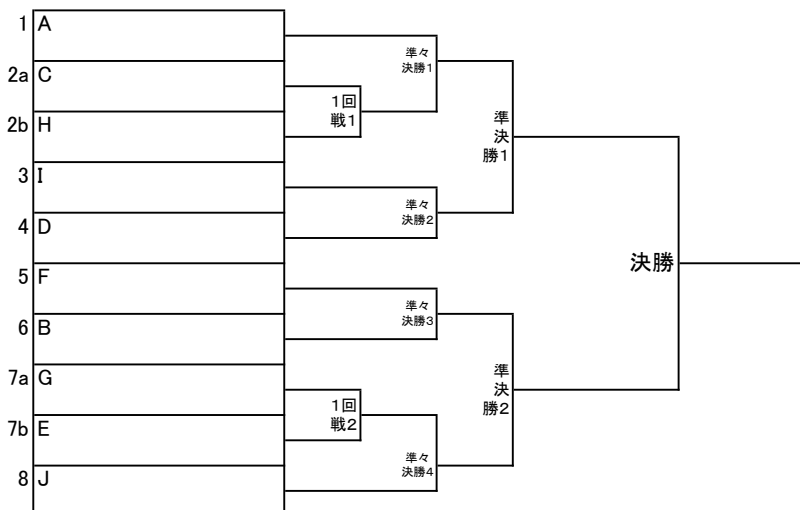 1 A
準々
決勝1
2a C
1回
戦1
2b H
準
決
勝1
3 I
4 D
準々
決勝2
決勝
5 F
準々
決勝3
6 B
7a G
準
決
勝2
1回
戦2
7b E
準々
決勝4
8 J